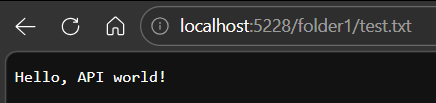 localhost:5228/folder1/test.txt
Hello, API world!